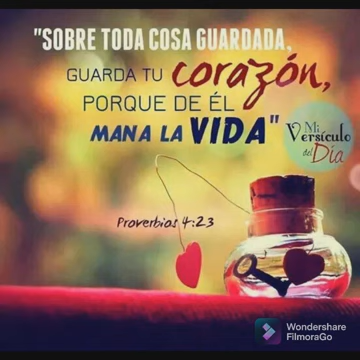 "SOBRE TODA COSA GUARDADA,
GUARDA TU corazón,
PORQUE DE ÉL
MANA LA VIDA"
Mi
Versículo
del Día
Proverbias 4:23
Wondershare
FilmoraGo